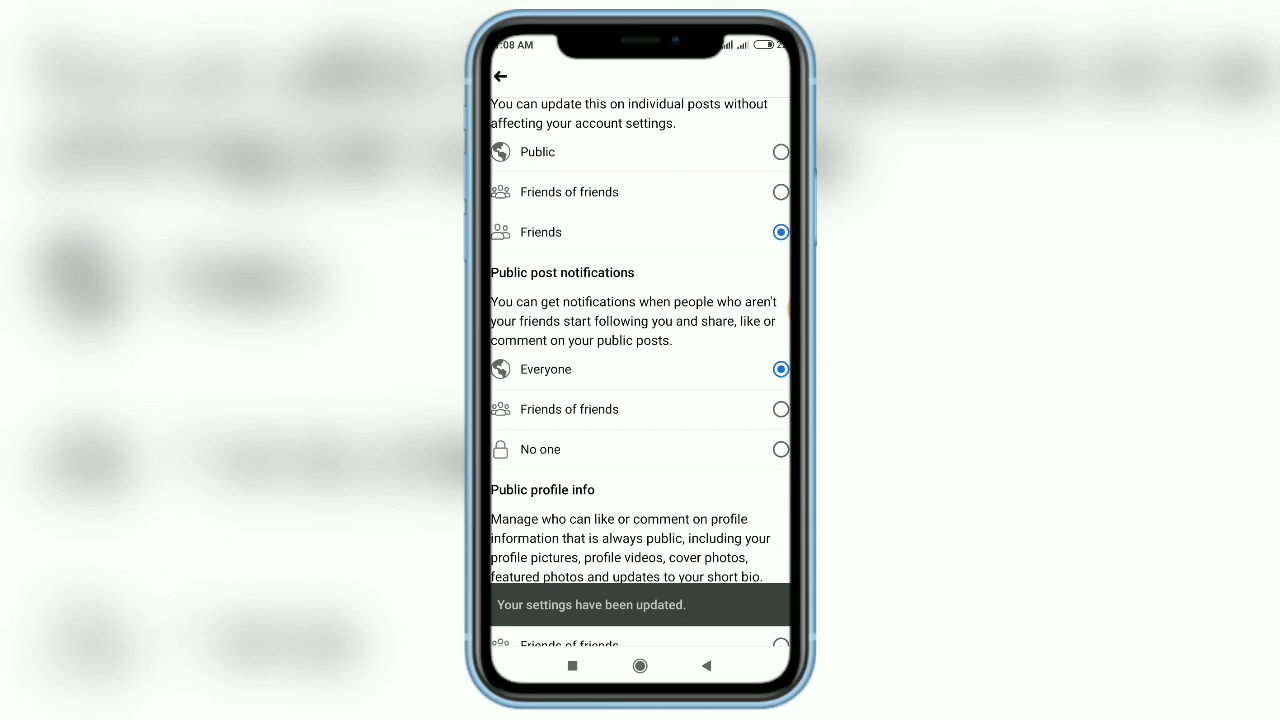 :08 AM
You can update this on individual posts without
affecting your account settings.
Public
Friends of friends
Friends
Public post notifications
You can get notifications when people who aren't
your friends start following you and share, like or
comment on your public posts.
Everyone
Friends of friends
No one
Public profile info
Manage who can like or comment on profile
information that is always public, including your
profile pictures, profile videos, cover photos,
featured photos and updates to your short bio.
Your settings have been updated.
Friends of friends